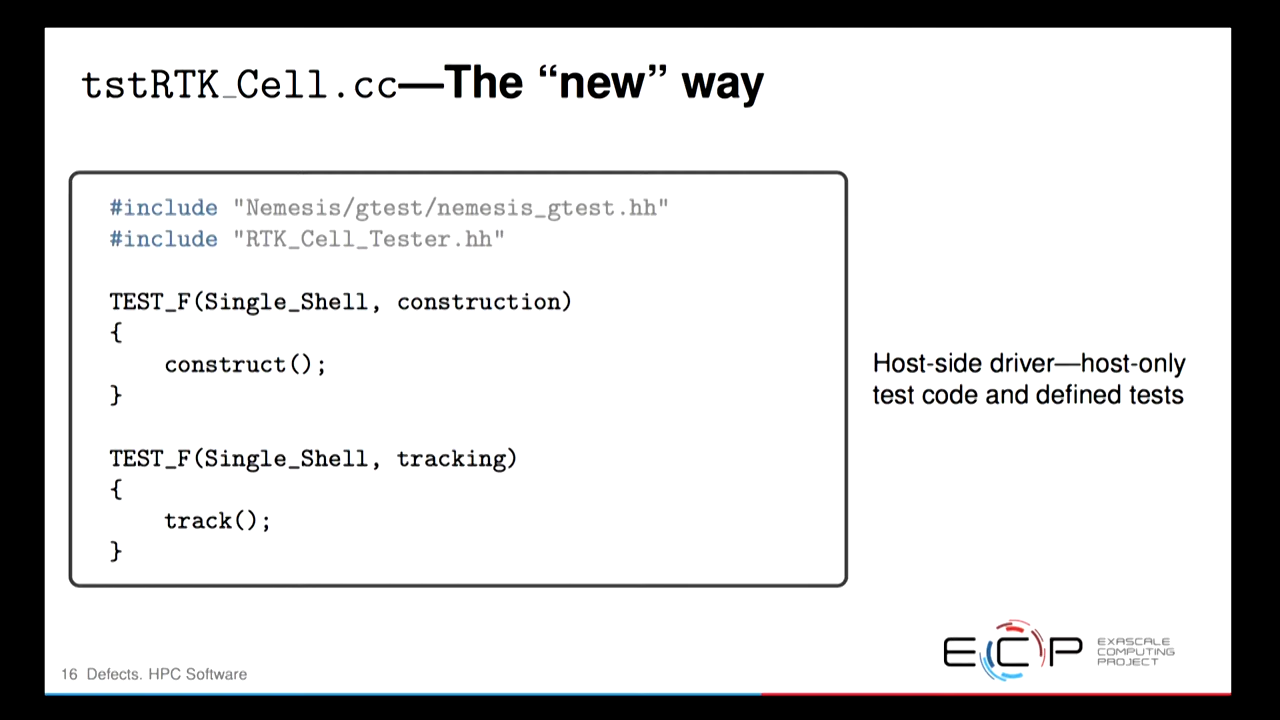 tstRTK_Cell.cc—The “new” way
#include "Nemesis/gtest/nemesis_gtest.hh"
#include "RTK_Cell_Tester.hh"
TEST_F(Single_Shell, construction)
{
    construct();
}
TEST_F(Single_Shell, tracking)
{
    track();
}
Host-side driver—host-only
test code and defined tests
ECP
EXASCALE
COMPUTING
PROJECT
16 Defects. HPC Software